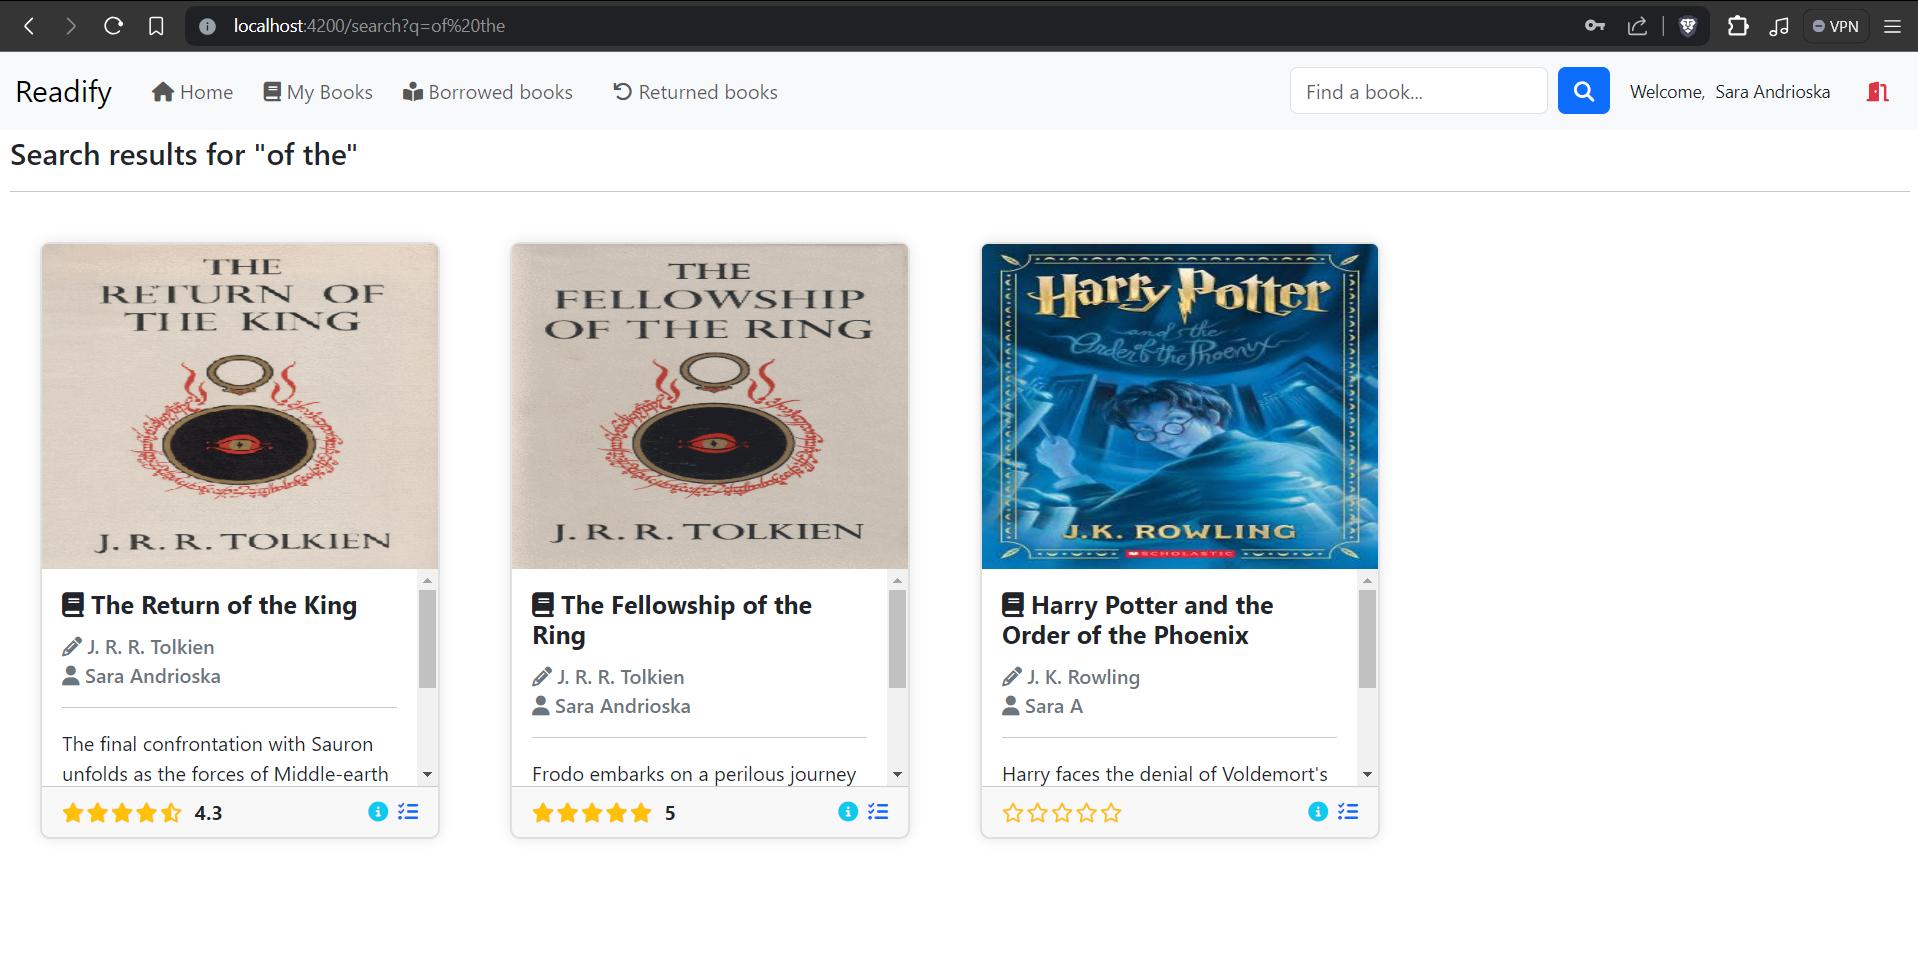 localhost:4200/search?q=of%20the
VPN
Readify
Home
My Books
Borrowed books
Returned books
Find a book...
Welcome, Sara Andrioska
Search results for "of the"
THE
RETURN OF
THE KING
J. R. R. TOLKIEN
The Return of the King
J. R. R. Tolkien
Sara Andrioska
The final confrontation with Sauron
unfolds as the forces of Middle-earth
4.3
THE
FELLOWSHIP
OF THE RING
J. R. R. TOLKIEN
The Fellowship of the
Ring
J. R. R. Tolkien
Sara Andrioska
Frodo embarks on a perilous journey
5
Harry Potter
and the
Order of the Phoenix
J.K. ROWLING
SCHOLASTIC
Harry Potter and the
Order of the Phoenix
J. K. Rowling
Sara A
Harry faces the denial of Voldemort's